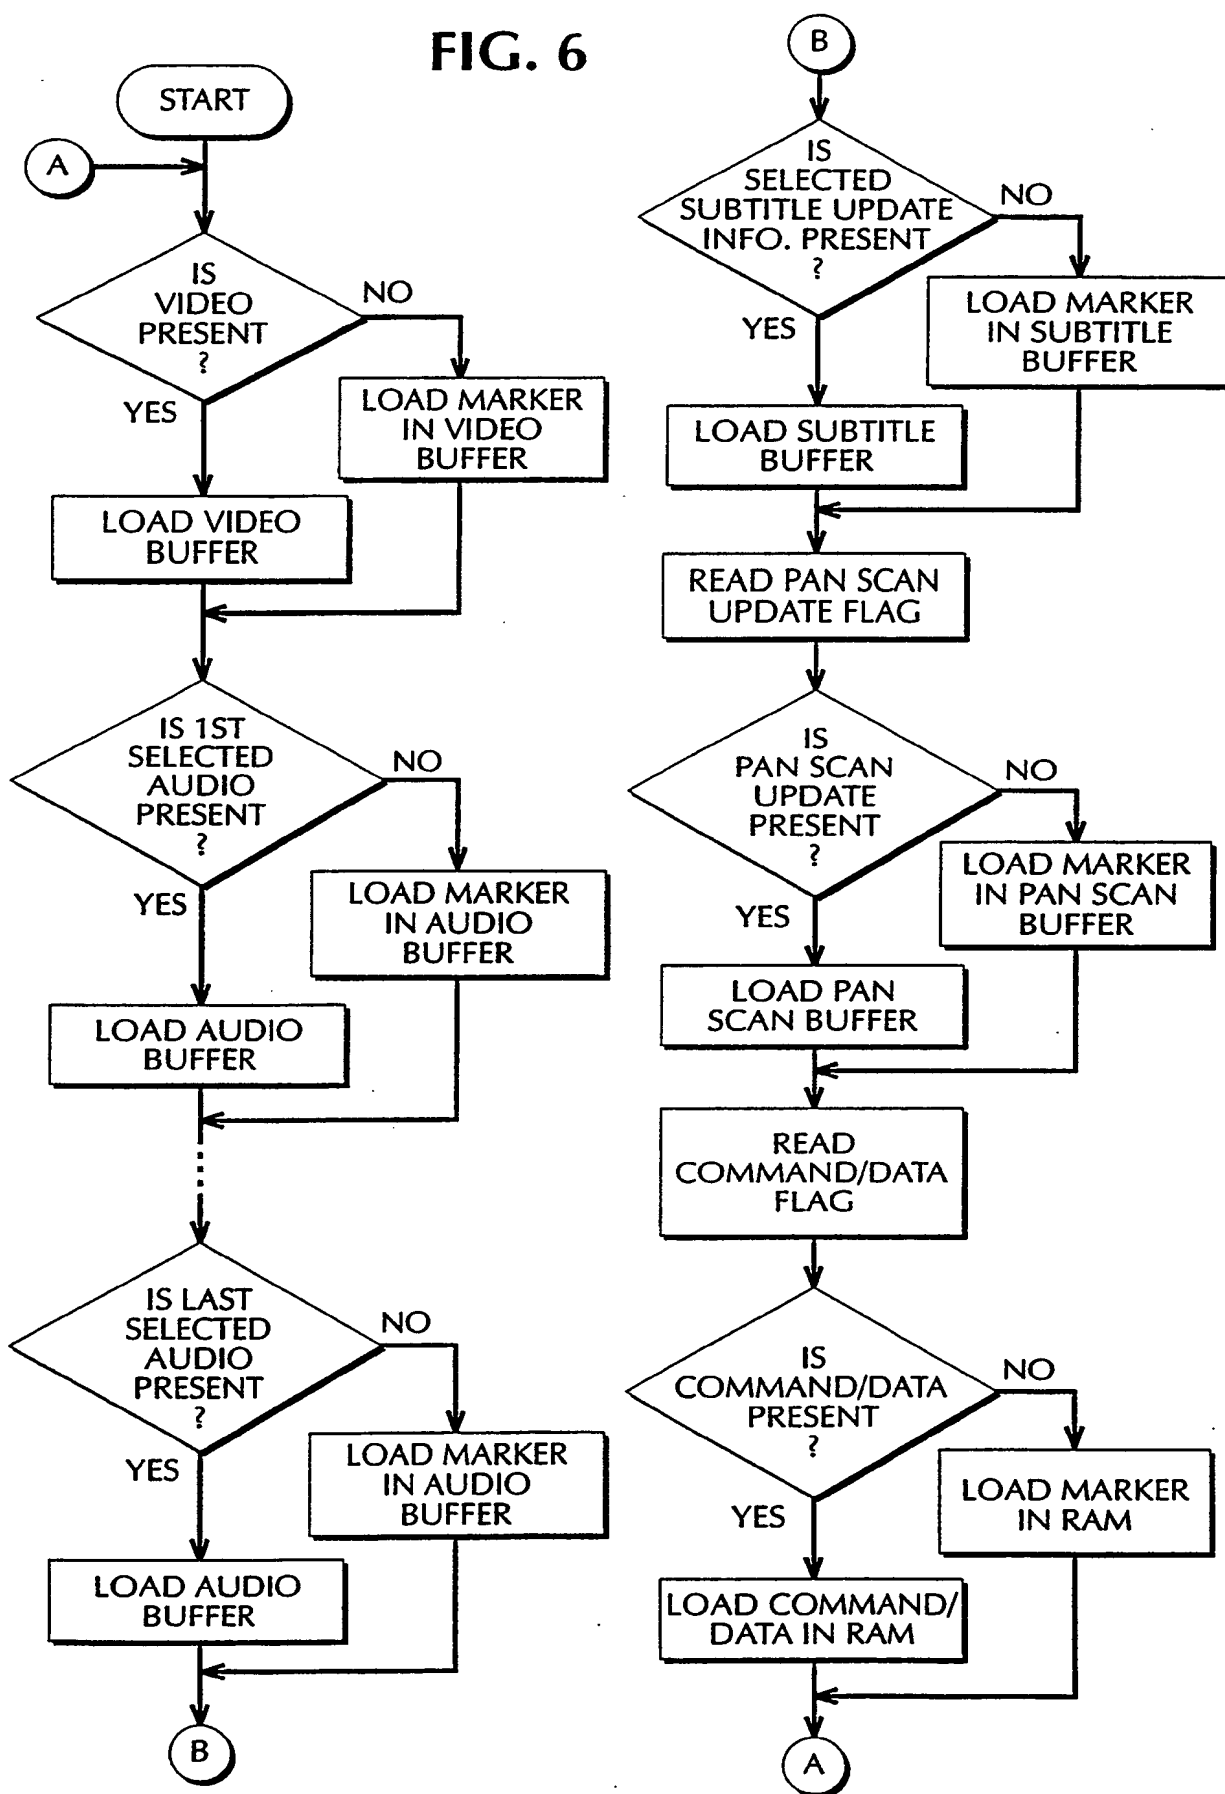 FIG. 6
START
A
IS
VIDEO
PRESENT
?
NO
YES
LOAD MARKER
IN VIDEO
BUFFER
LOAD VIDEO
BUFFER
IS 1ST
SELECTED
AUDIO
PRESENT
?
NO
YES
LOAD MARKER
IN AUDIO
BUFFER
LOAD AUDIO
BUFFER
IS LAST
SELECTED
AUDIO
PRESENT
?
NO
YES
LOAD MARKER
IN AUDIO
BUFFER
LOAD AUDIO
BUFFER
B
B
IS
SELECTED
SUBTITLE UPDATE
INFO. PRESENT
?
NO
YES
LOAD MARKER
IN SUBTITLE
BUFFER
LOAD SUBTITLE
BUFFER
READ PAN SCAN
UPDATE FLAG
IS
PAN SCAN
UPDATE
PRESENT
?
NO
YES
LOAD MARKER
IN PAN SCAN
BUFFER
LOAD PAN
SCAN BUFFER
READ
COMMAND/DATA
FLAG
IS
COMMAND/DATA
PRESENT
?
NO
YES
LOAD MARKER
IN RAM
LOAD COMMAND/
DATA IN RAM
A